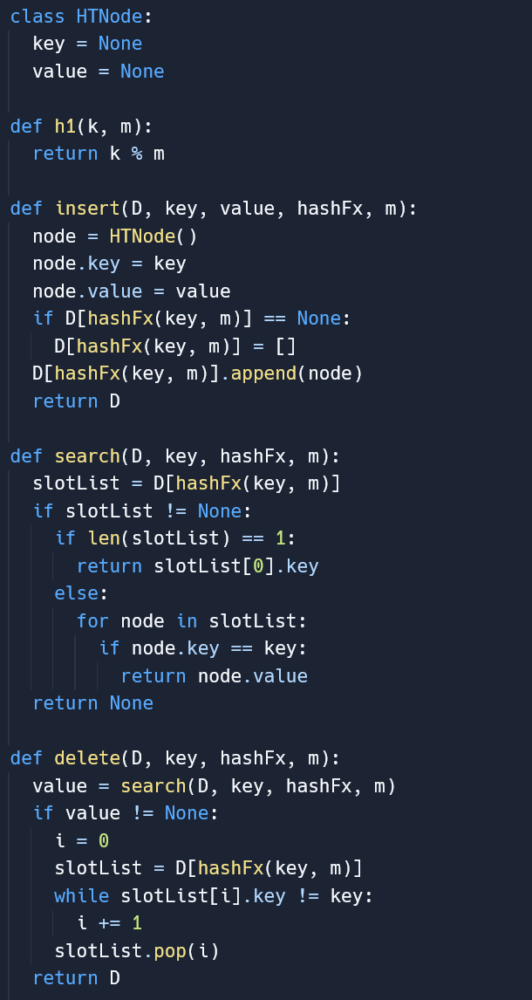 class HTNode:
  key = None
  value = None

def h1(k, m):
  return k % m

def insert(D, key, value, hashFx, m):
  node = HTNode()
  node.key = key
  node.value = value
  if D[hashFx(key, m)] == None:
    D[hashFx(key, m)] = []
  D[hashFx(key, m)].append(node)
  return D

def search(D, key, hashFx, m):
  slotList = D[hashFx(key, m)]
  if slotList != None:
    if len(slotList) == 1:
      return slotList[0].key
    else:
      for node in slotList:
        if node.key == key:
          return node.value
  return None

def delete(D, key, hashFx, m):
  value = search(D, key, hashFx, m)
  if value != None:
    i = 0
    slotList = D[hashFx(key, m)]
    while slotList[i].key != key:
      i += 1
    slotList.pop(i)
  return D